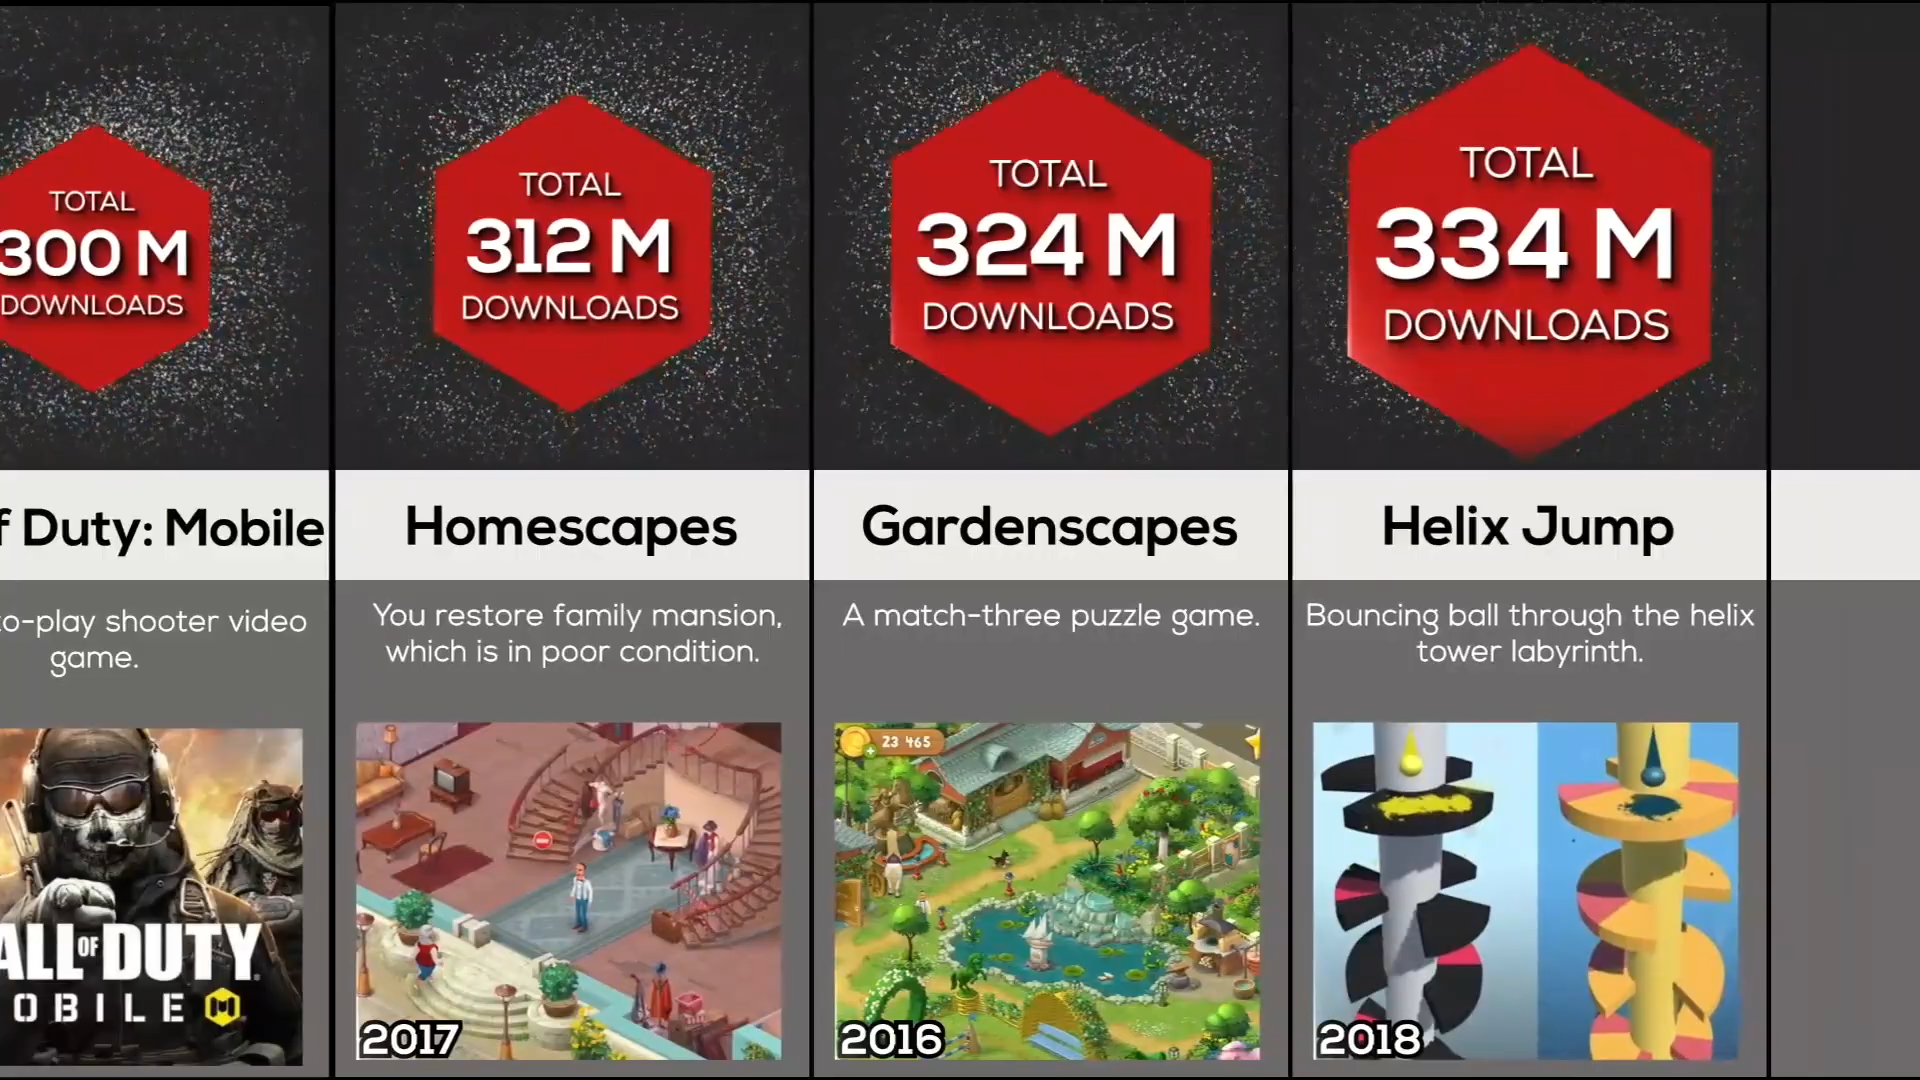 TOTAL
300 M
DOWNLOADS
f Duty: Mobile
to-play shooter video
game.
ALL OF DUTY
OBILE
TOTAL
312 M
DOWNLOADS
Homescapes
You restore family mansion,
which is in poor condition.
2017
TOTAL
324 M
DOWNLOADS
Gardenscapes
A match-three puzzle game.
23 465
2016
TOTAL
334 M
DOWNLOADS
Helix Jump
Bouncing ball through the helix
tower labyrinth.
2018